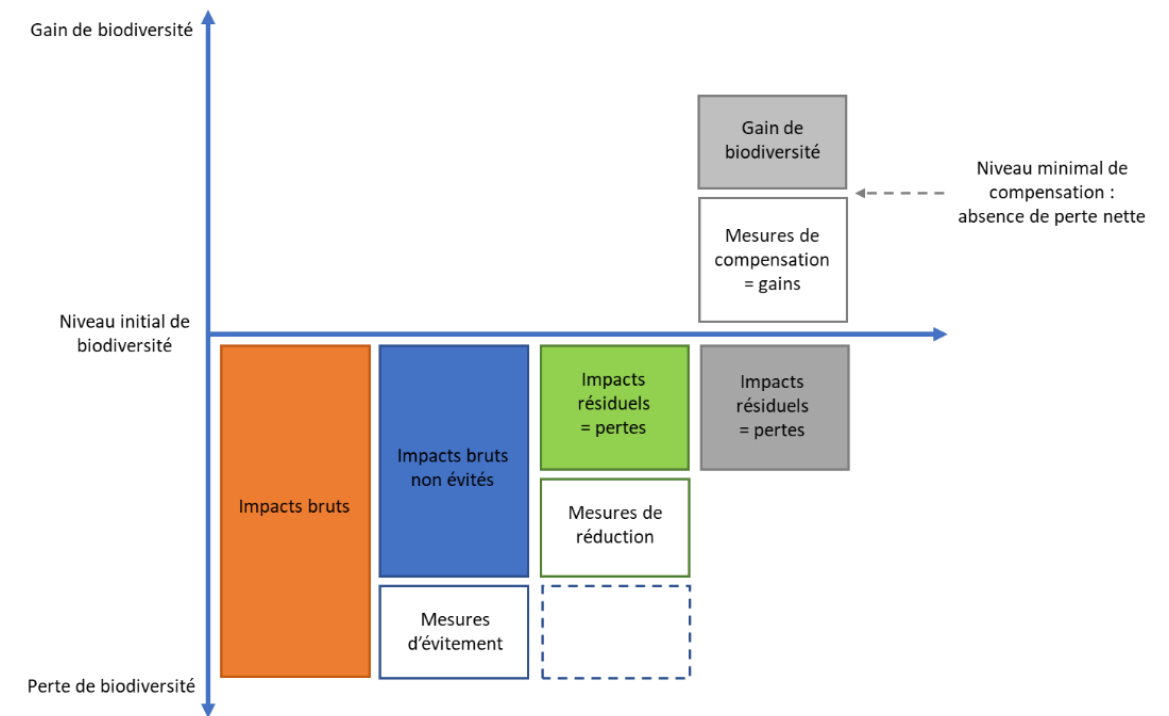 Gain de biodiversité
Gain de
biodiversité
Niveau minimal de
compensation :
absence de perte nette
Mesures de
compensation
= gains
Niveau initial de
biodiversité
Impacts bruts
Impacts bruts
non évités
Mesures
d'évitement
Impacts
résiduels
= pertes
Mesures de
réduction
Impacts
résiduels
= pertes
Perte de biodiversité